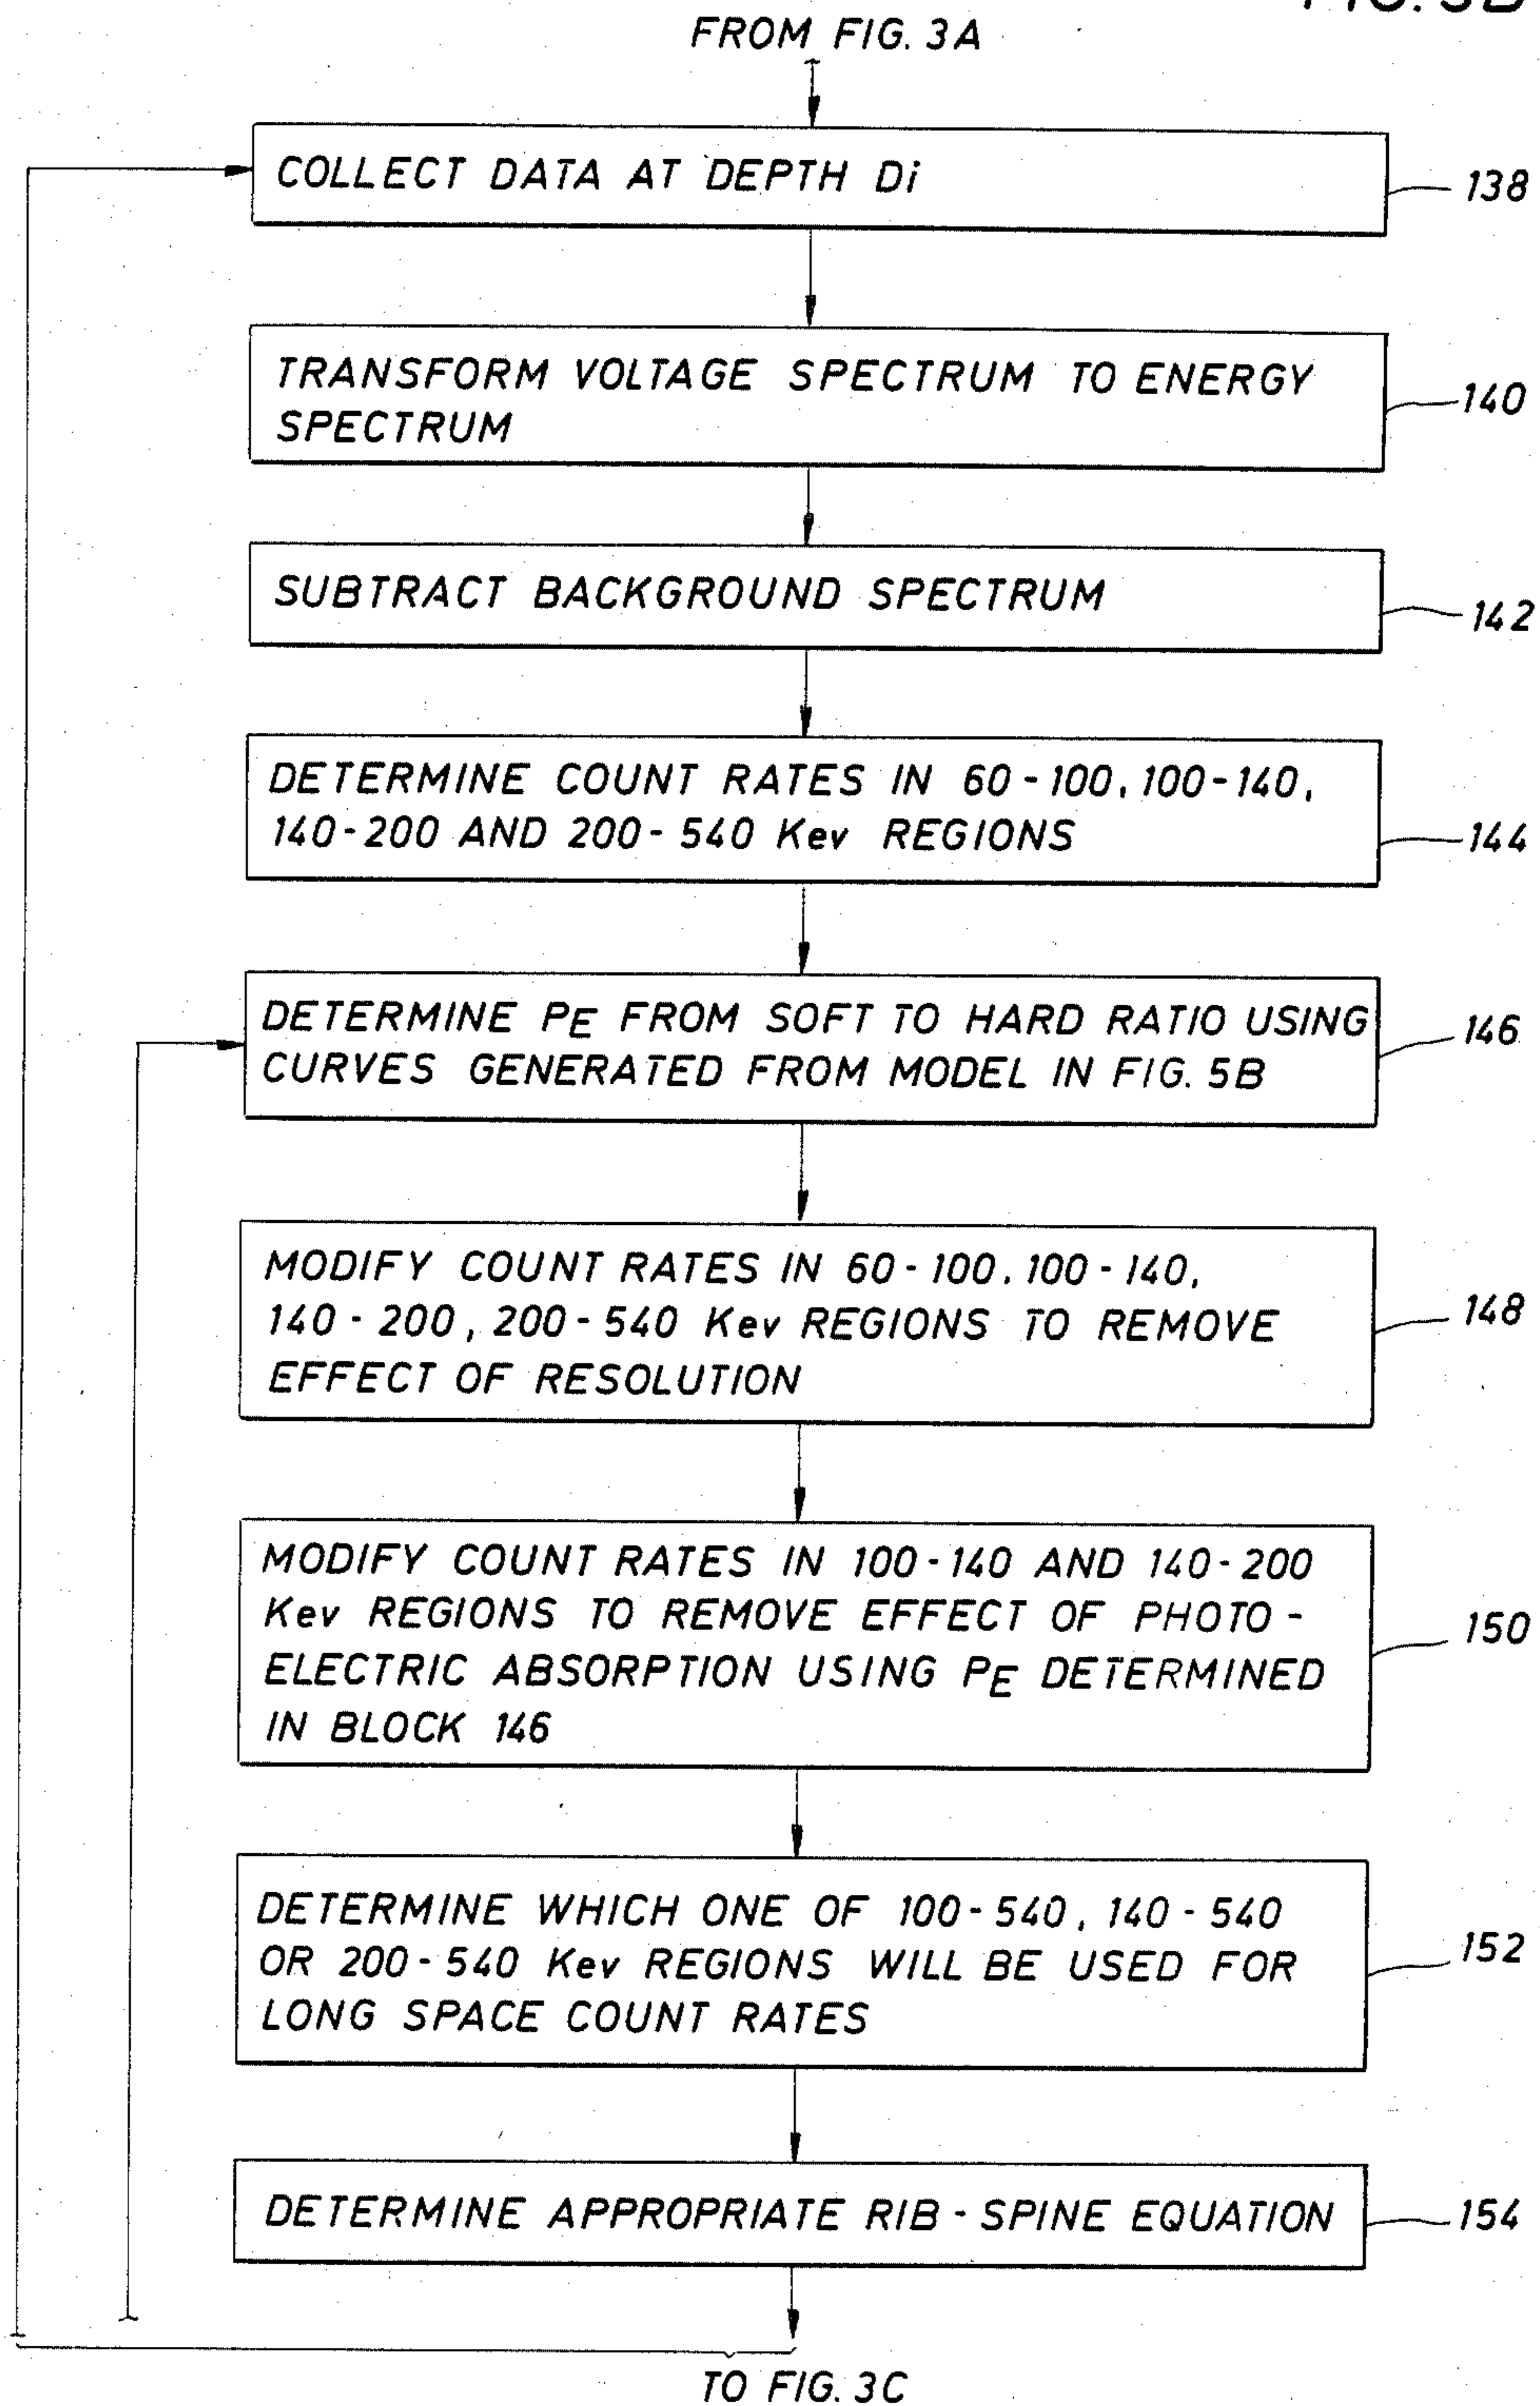 FIG. 3B
FROM FIG. 3A
COLLECT DATA AT DEPTH Di
138
TRANSFORM VOLTAGE SPECTRUM TO ENERGY
SPECTRUM
140
SUBTRACT BACKGROUND SPECTRUM
142
DETERMINE COUNT RATES IN 60-100, 100-140,
140-200 AND 200-540 Kev REGIONS
144
DETERMINE PE FROM SOFT TO HARD RATIO USING
CURVES GENERATED FROM MODEL IN FIG. 5B
146
MODIFY COUNT RATES IN 60-100, 100-140,
140-200, 200-540 Kev REGIONS TO REMOVE
EFFECT OF RESOLUTION
148
MODIFY COUNT RATES IN 100-140 AND 140-200
Kev REGIONS TO REMOVE EFFECT OF PHOTO-
ELECTRIC ABSORPTION USING PE DETERMINED
IN BLOCK 146
150
DETERMINE WHICH ONE OF 100-540, 140-540
OR 200-540 Kev REGIONS WILL BE USED FOR
LONG SPACE COUNT RATES
152
DETERMINE APPROPRIATE RIB-SPINE EQUATION
154
TO FIG. 3C